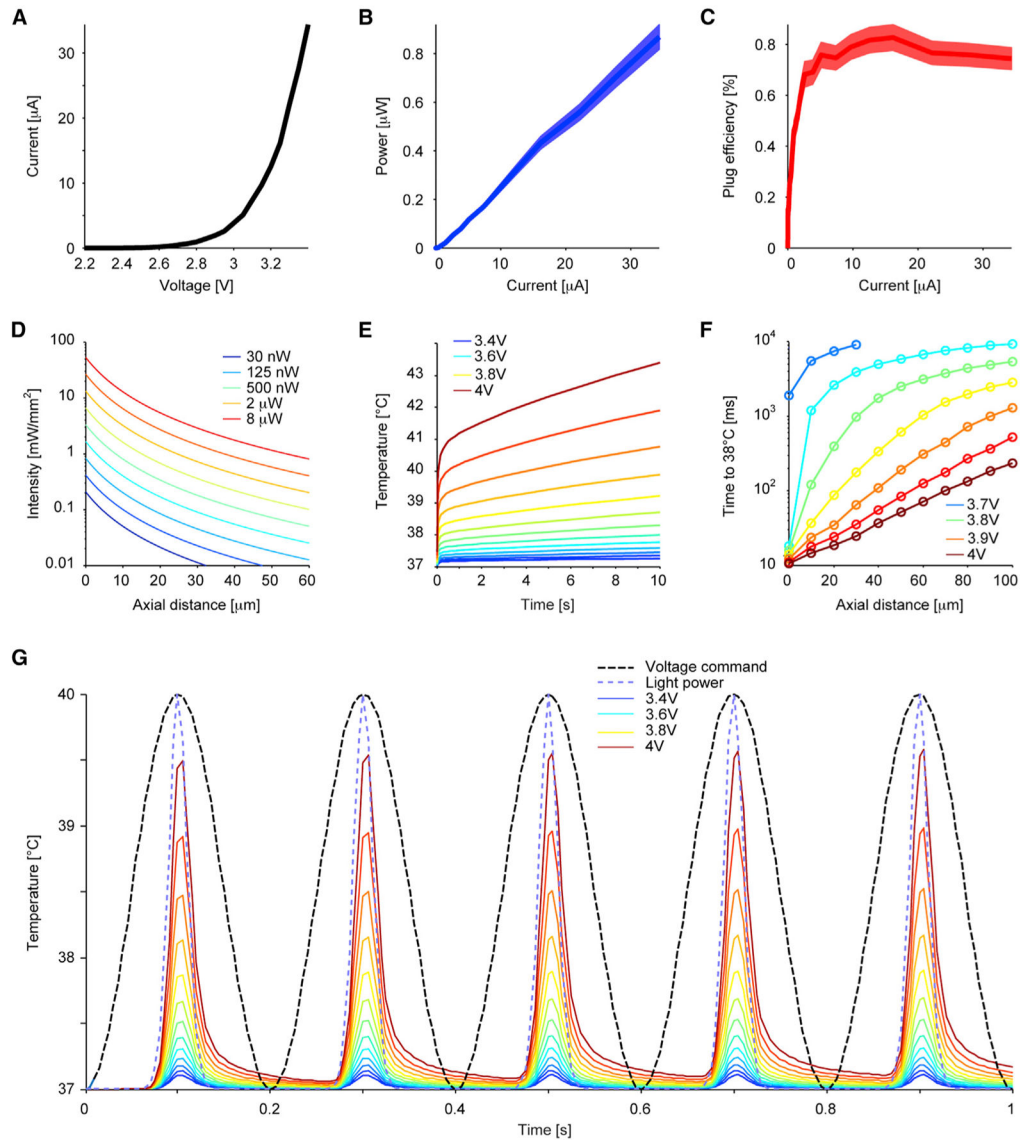 A
Current [μA]
30
20
10
0
2.2
2.4
2.6
2.8
3
3.2
Voltage [V]
B
Power [μW]
0.8
0.6
0.4
0.2
0
0
10
20
30
Current [μA]
C
Plug efficiency [%]
0.8
0.6
0.4
0.2
0
0
10
20
30
Current [μA]
D
Intensity [mW/mm²]
100
10
1
0.1
0.01
0
10
20
30
40
50
60
Axial distance [μm]
30 nW
125 nW
500 nW
2 μW
8 μW
E
Temperature [°C]
43
42
41
40
39
38
37
0
2
4
6
8
10
Time [s]
3.4V
3.6V
3.8V
4V
F
Time to 38°C [ms]
10⁴
10³
10²
10
0
20
40
60
80
100
Axial distance [μm]
3.7V
3.8V
3.9V
4V
G
Temperature [°C]
40
39
38
37
0
0.2
0.4
0.6
0.8
1
Time [s]
Voltage command
Light power
3.4V
3.6V
3.8V
4V